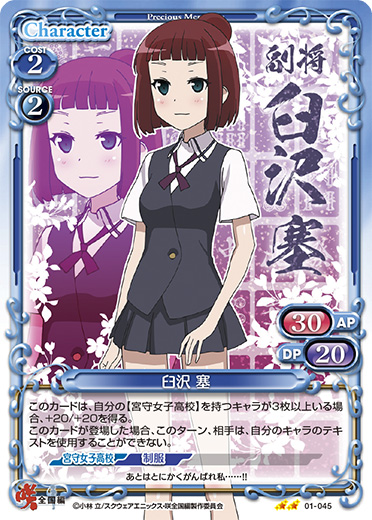 Precious Mem
Character
COST
2
SOURCE
2
副将
臼沢塞
30 AP
DP 20
臼沢 塞
このカードは、自分の【宮守女子高校】を持つキャラが3枚以上いる場
合、+20/+20を得る。
このカードが登場した場合、このターン、相手は、自分のキャラのテキ
ストを使用することができない。
宮守女子高校 制服
あとはとにかくがんばれ私……!!
咲 全国編
©小林 立/スクウェアエニックス・咲全国編製作委員会
01-045